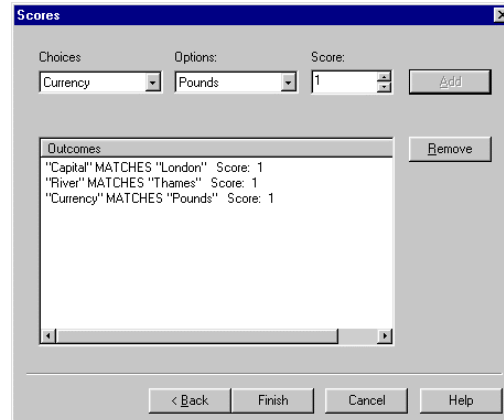 Scores
Choices Options: Score:
Currency Pounds 1 Add
Outcomes Remove
"Capital" MATCHES "London" Score: 1
"River" MATCHES "Thames" Score: 1
"Currency" MATCHES "Pounds" Score: 1
< Back Finish Cancel Help